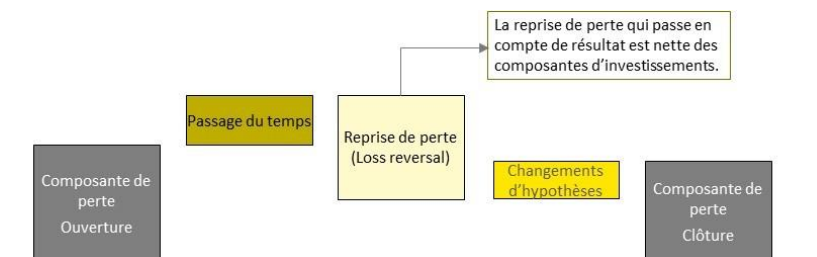 La reprise de perte qui passe en
compte de résultat est nette des
composantes d'investissements.
Passage du temps
Reprise de perte
(Loss reversal)
Changements
d'hypothèses
Composante de
perte
Ouverture
Composante de
perte
Clôture